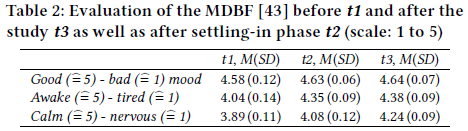 Table 2: Evaluation of the MDBF [43] before t1 and after the
study t3 as well as after settling-in phase t2 (scale: 1 to 5)
t1, M(SD) t2, M(SD) t3, M(SD)
Good (≙ 5) - bad (≙ 1) mood 4.58 (0.12) 4.63 (0.06) 4.64 (0.07)
Awake (≙ 5) - tired (≙ 1) 4.04 (0.14) 4.35 (0.09) 4.38 (0.09)
Calm (≙ 5) - nervous (≙ 1) 3.89 (0.11) 4.08 (0.12) 4.24 (0.09)